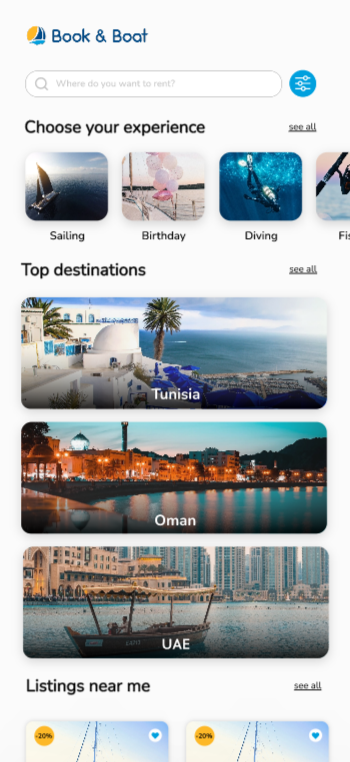 Book & Boat
Where do you want to rent?
Choose your experience
see all
Sailing
Birthday
Diving
Fis
Top destinations
see all
Tunisia
Oman
UAE
Listings near me
see all
-20%
-20%